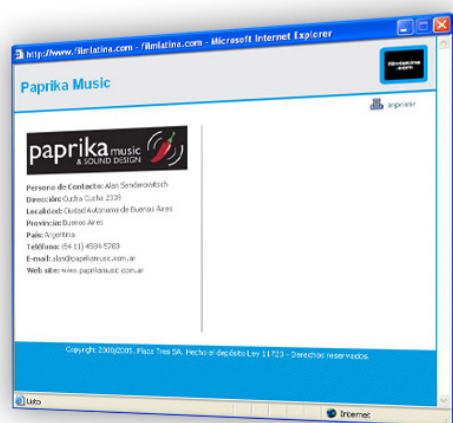 http://www.filmlatina.com - filmlatina.com - Microsoft Internet Explorer
filmlatina
.com
Paprika Music
imprimir
paprika music
& SOUND DESIGN
Persona de Contacto: Alan Senderowitsch
Dirección: Cucha Cucha 2339
Localidad: Ciudad Autonoma de Buenos Aires
Provincia: Buenos Aires
País: Argentina
Teléfono: (54 11) 4584-5783
E-mail: alan@paprikamusic.com.ar
Web site: www.paprikamusic.com.ar
Copyright 2000/2005. Plaza Tres SA. Hecho el depósito Ley 11723 - Derechos reservados.
Listo
Internet